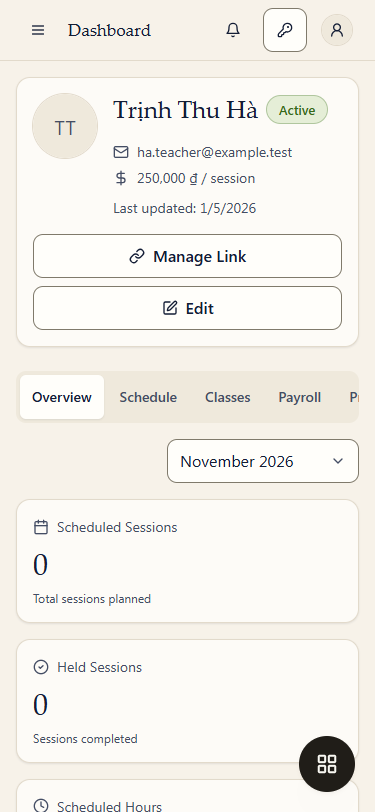 Dashboard
Trịnh Thu Hà
Active
TT
ha.teacher@example.test
250,000 ₫ / session
Last updated: 1/5/2026
Manage Link
Edit
Overview Schedule Classes Payroll
November 2026
Scheduled Sessions
0
Total sessions planned
Held Sessions
0
Sessions completed
Scheduled Hours